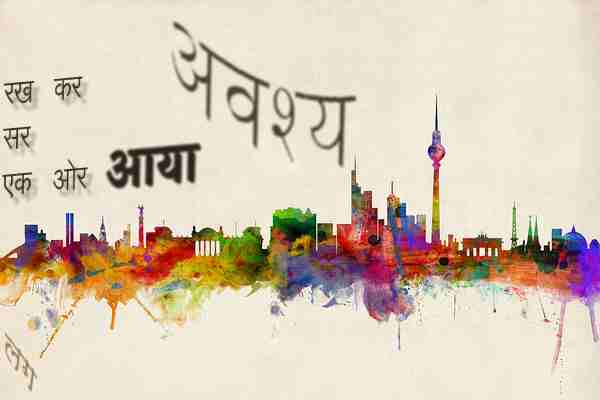 अवश्य
रख कर
सर
एक ओर
आया
लेग